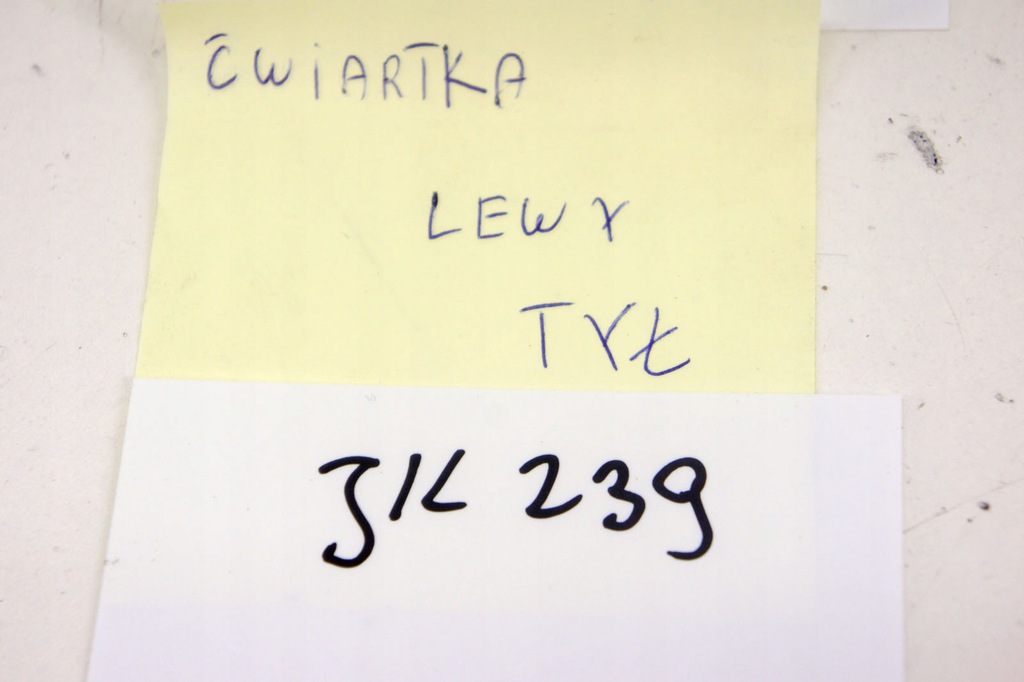 ĆWIARTKA
LEWY
TYŁ
JK 239